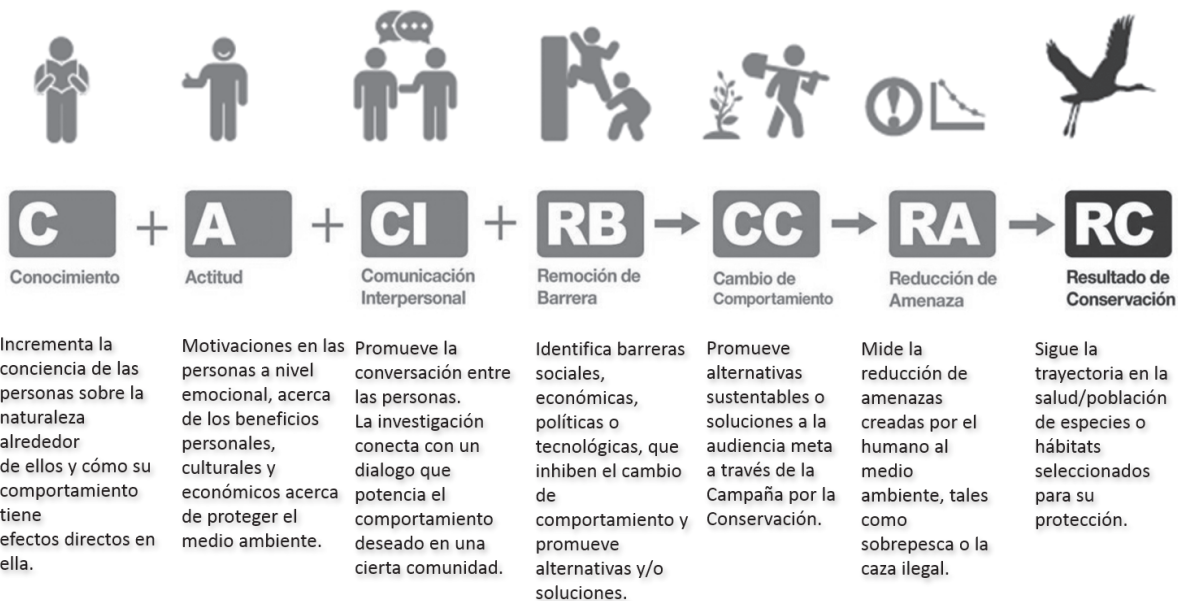 C + A + CI + RB → CC → RA → RC
Conocimiento
Actitud
Comunicación
Interpersonal
Remoción de
Barrera
Cambio de
Comportamiento
Reducción de
Amenaza
Resultado de
Conservación
Incrementa la
conciencia de las
personas sobre la
naturaleza
alrededor
de ellos y cómo su
comportamiento
tiene
efectos directos en
ella.
Motivaciones en las
personas a nivel
emocional, acerca
de los beneficios
personales,
culturales y
económicos acerca
de proteger el
medio ambiente.
Promueve la
conversación entre
las personas.
La investigación
conecta con un
dialogo que
potencia el
comportamiento
deseado en una
cierta comunidad.
Identifica barreras
sociales,
económicas,
políticas o
tecnológicas, que
inhiben el cambio
de
comportamiento y
promueve
alternativas y/o
soluciones.
Promueve
alternativas
sustentables o
soluciones a la
audiencia meta
a través de la
Campaña por la
Conservación.
Mide la
reducción de
amenazas
creadas por el
humano al
medio
ambiente, tales
como
sobrepesca o la
caza ilegal.
Sigue la
trayectoria en la
salud/población
de especies o
hábitats
seleccionados
para su
protección.